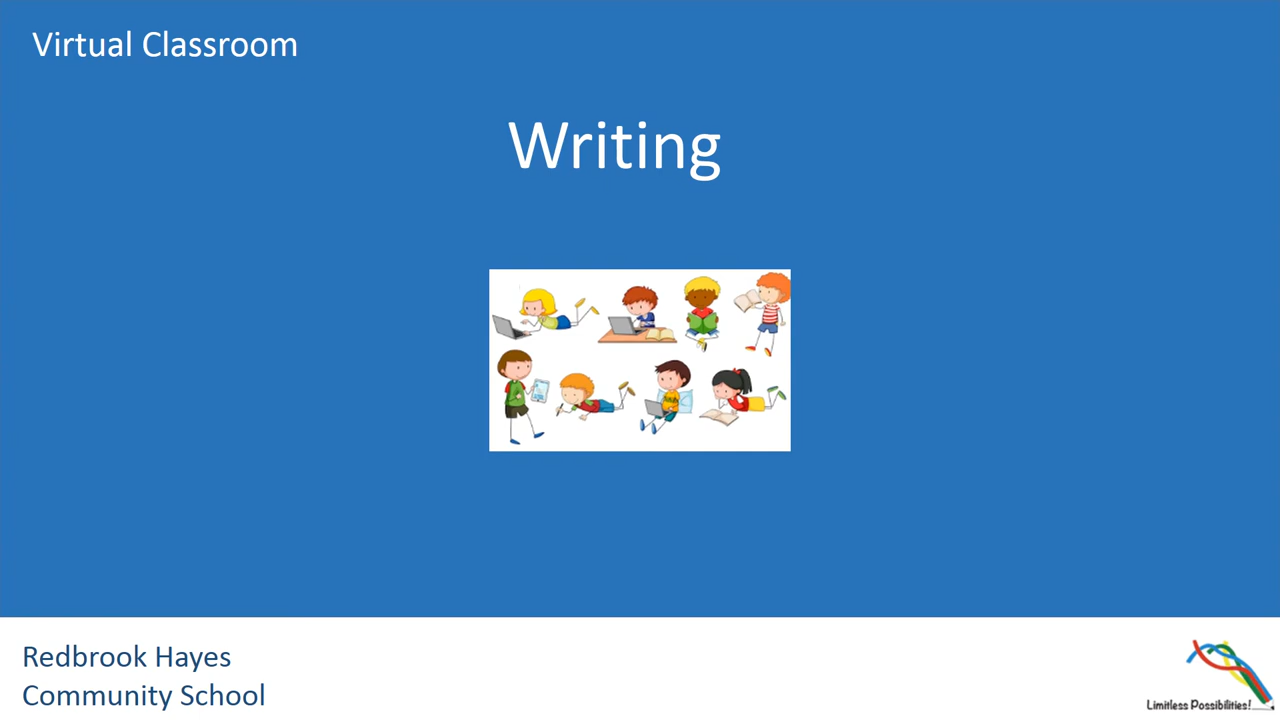 Virtual Classroom
Writing
Redbrook Hayes
Community School
Limitless Possibilities!